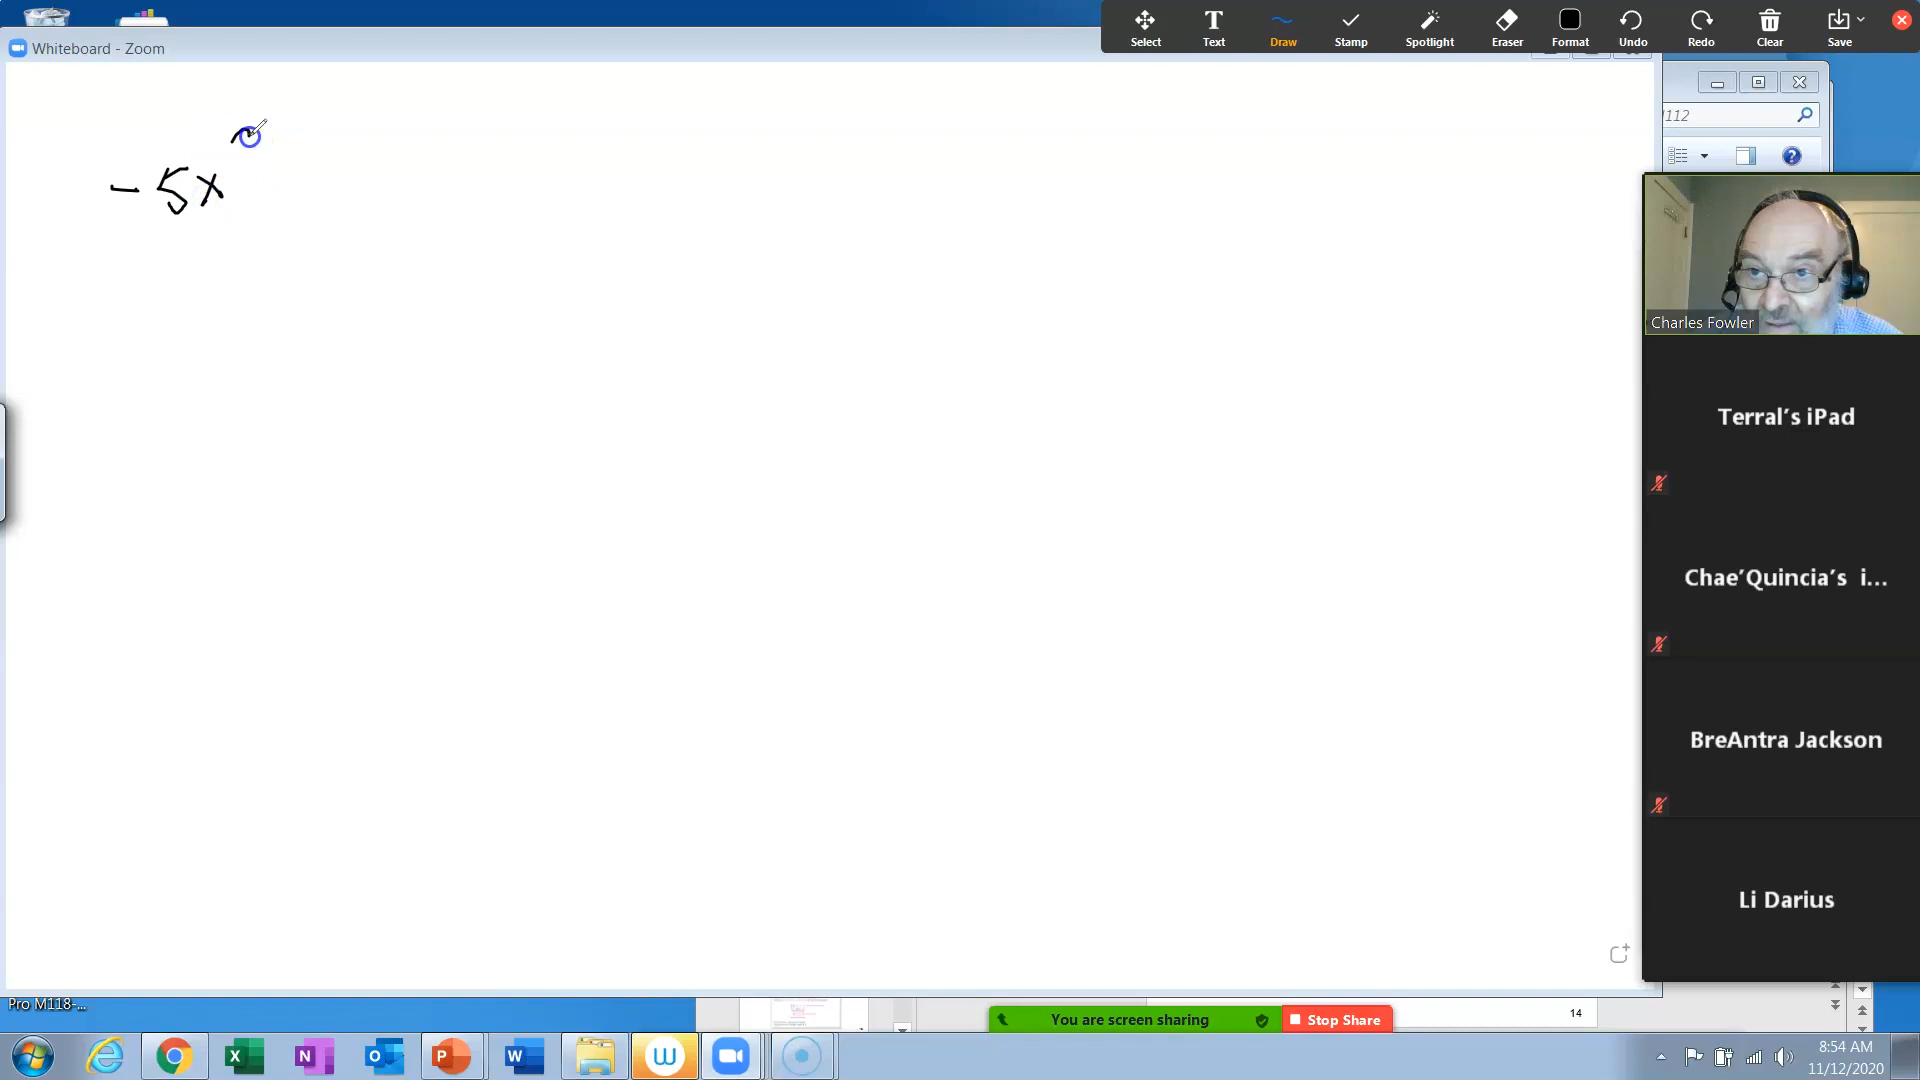 Select Text Draw Stamp Spotlight Eraser Format Undo Redo Clear Save
Whiteboard - Zoom
- 5x
112
Charles Fowler
Terral’s iPad
Chae’Quincia’s i...
BreAntra Jackson
Li Darius
Pro M118-...
You are screen sharing
Stop Share
14
8:54 AM
11/12/2020